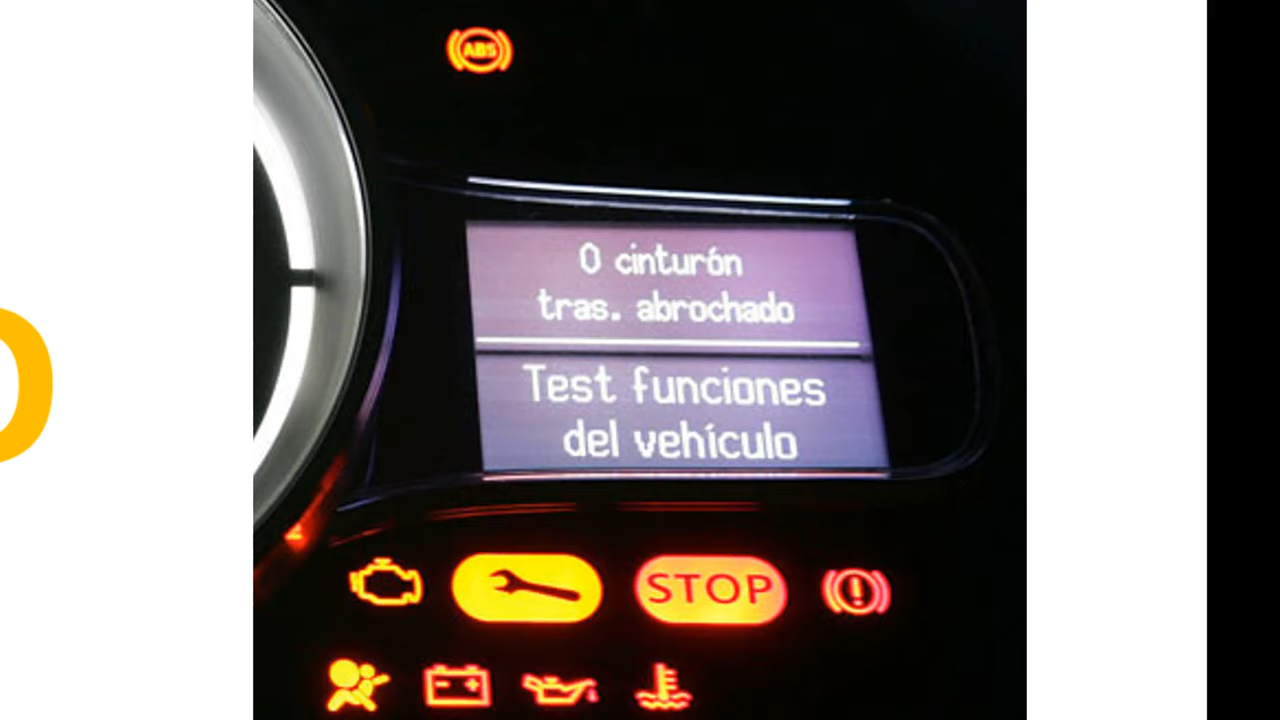 ABS
0 cinturón
tras. abrochado
Test funciones
del vehículo
STOP